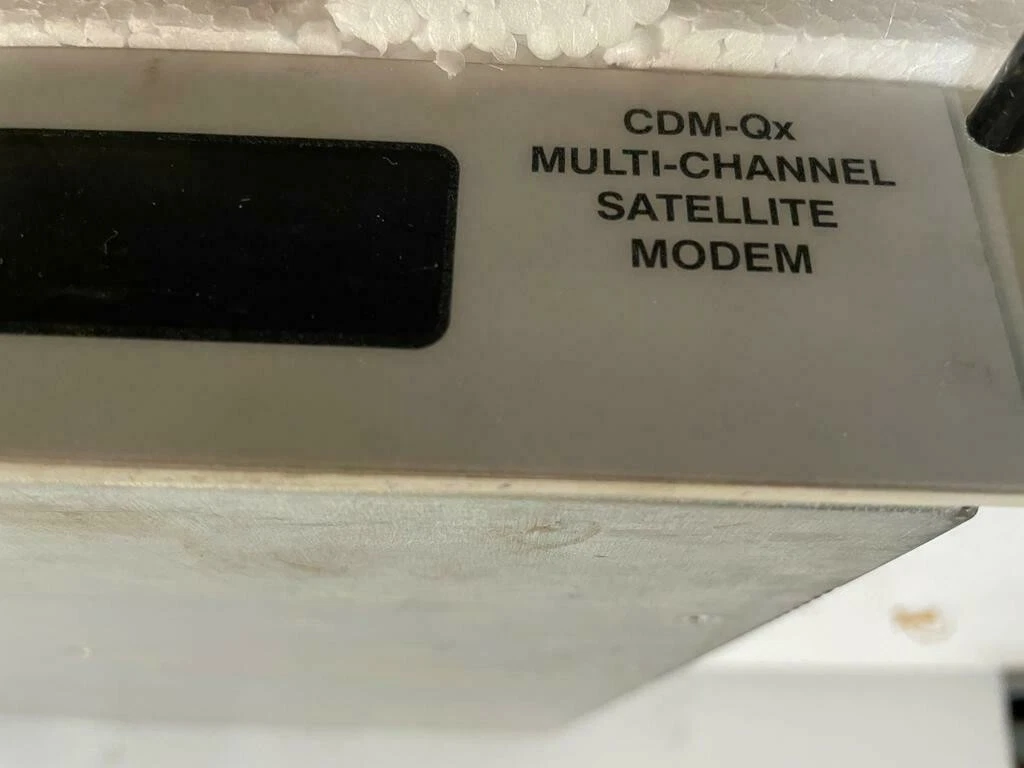 CDM-Qx
MULTI-CHANNEL
SATELLITE
MODEM